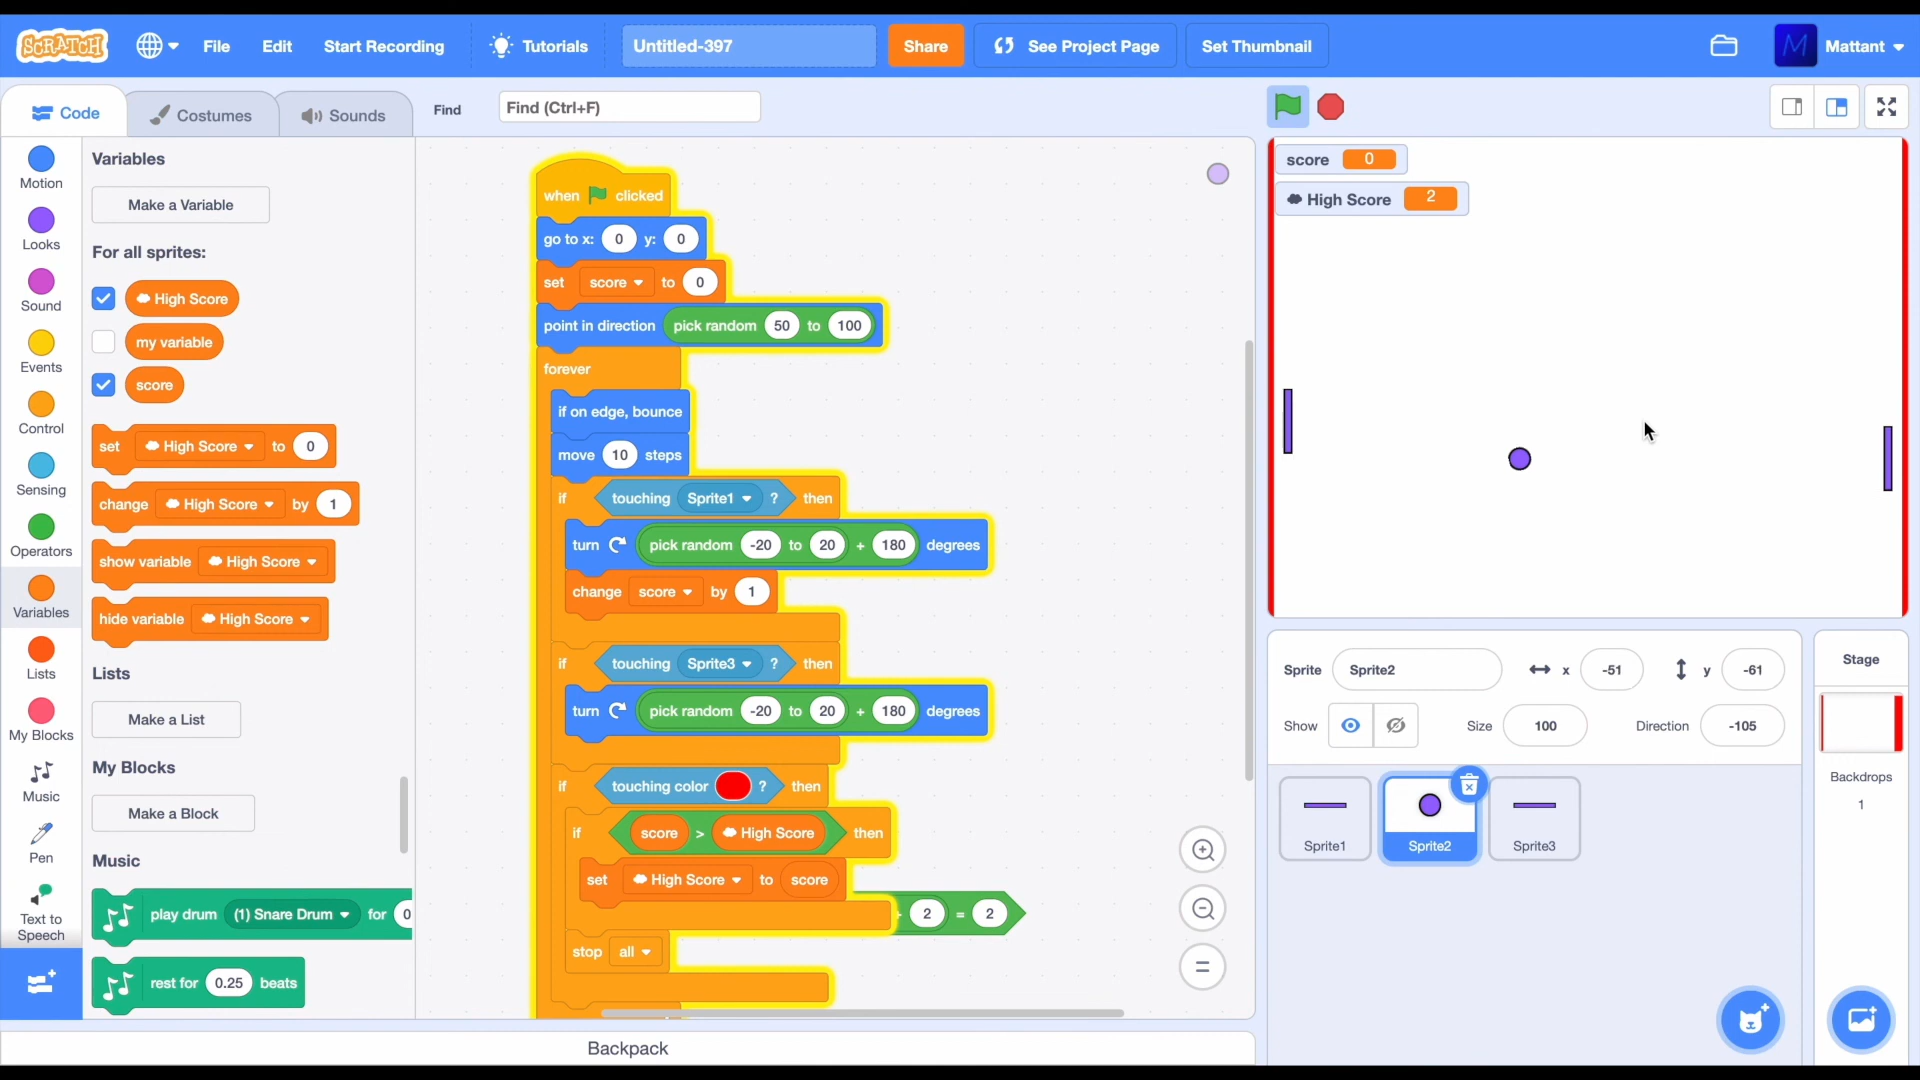 SCRATCH File Edit Start Recording Tutorials Untitled-397 Share See Project Page Set Thumbnail M Mattant
Code Costumes Sounds Find Find (Ctrl+F)
Motion
Looks
Sound
Events
Control
Sensing
Operators
Variables
Lists
My Blocks
Music
Pen
Text to
Speech
Variables
Make a Variable
For all sprites:
High Score
my variable
score
set High Score to 0
change High Score by 1
show variable High Score
hide variable High Score
Lists
Make a List
My Blocks
Make a Block
Music
play drum (1) Snare Drum for 0
rest for 0.25 beats
when clicked
go to x: 0 y: 0
set score to 0
point in direction pick random 50 to 100
forever
if on edge, bounce
move 10 steps
if touching Sprite1 ? then
turn pick random -20 to 20 + 180 degrees
change score by 1
if touching Sprite3 ? then
turn pick random -20 to 20 + 180 degrees
if touching color ? then
if score > High Score then
set High Score to score
2 = 2
stop all
Backpack
score 0
High Score 2
Sprite Sprite2 x -51 y -61
Show Size 100 Direction -105
Sprite1
Sprite2
Sprite3
Stage
Backdrops
1